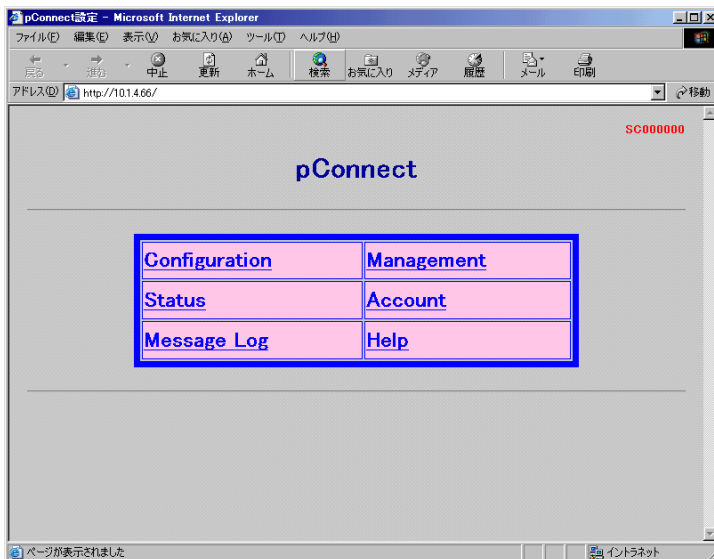 pConnect設定 - Microsoft Internet Explorer
ファイル(F) 編集(E) 表示(V) お気に入り(A) ツール(T) ヘルプ(H)
戻る 進む 中止 更新 ホーム 検索 お気に入り メディア 履歴 メール 印刷
アドレス(D) http://10.1.4.66/ 移動
SC000000
pConnect
Configuration Management
Status Account
Message Log Help
ページが表示されました イントラネット